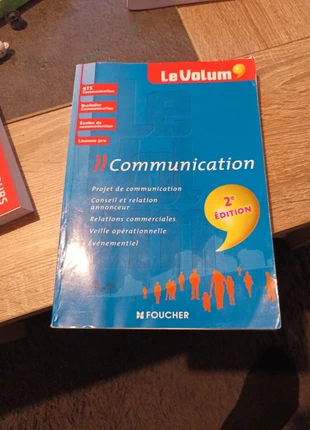 Le Volum'
BTS
Communication
Bachelor
Communication
Écoles de
communication
Licence pro
Communication
Projet de communication
Conseil et relation
annonceur
Relations commerciales
Veille opérationnelle
Événementiel
2e
ÉDITION
FOUCHER
URS